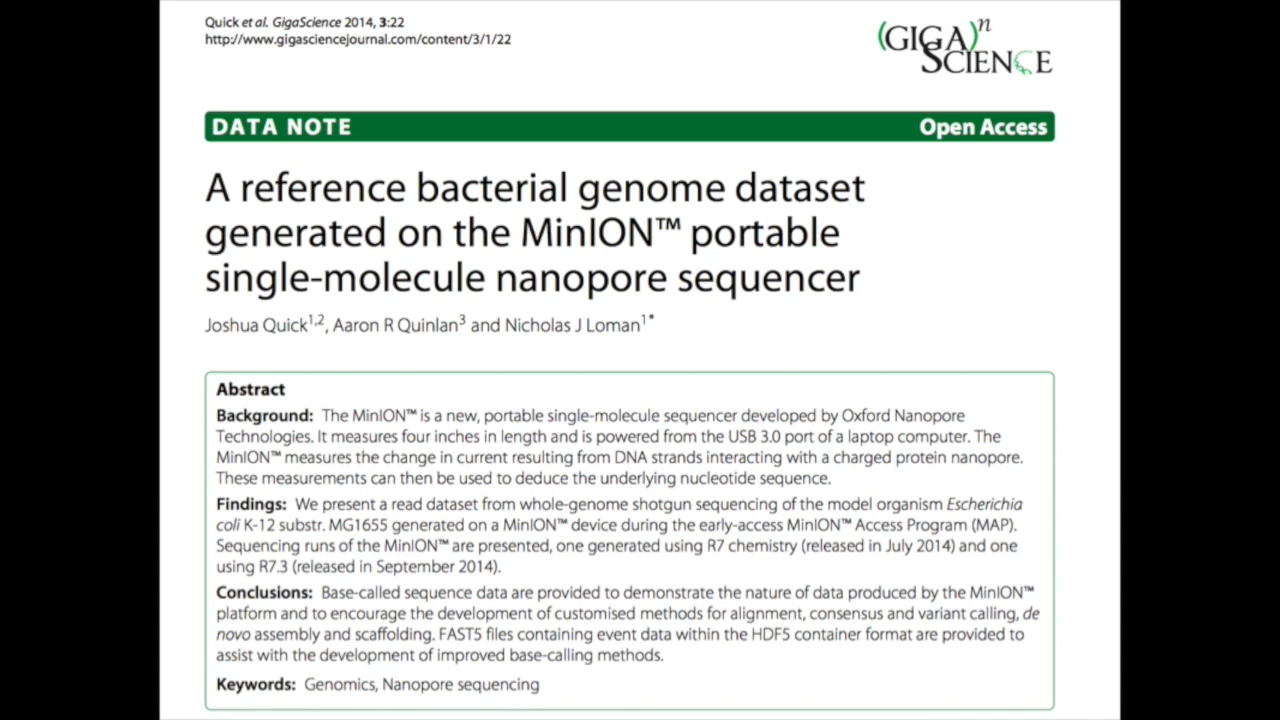 Quick et al. GigaScience 2014, 3:22
http://www.gigasciencejournal.com/content/3/1/22
(GIGA)n
SCIENCE
DATA NOTE Open Access
A reference bacterial genome dataset
generated on the MinION™ portable
single-molecule nanopore sequencer
Joshua Quick1,2, Aaron R Quinlan3 and Nicholas J Loman1*
Abstract
Background: The MinION™ is a new, portable single-molecule sequencer developed by Oxford Nanopore
Technologies. It measures four inches in length and is powered from the USB 3.0 port of a laptop computer. The
MinION™ measures the change in current resulting from DNA strands interacting with a charged protein nanopore.
These measurements can then be used to deduce the underlying nucleotide sequence.
Findings: We present a read dataset from whole-genome shotgun sequencing of the model organism Escherichia
coli K-12 substr. MG1655 generated on a MinION™ device during the early-access MinION™ Access Program (MAP).
Sequencing runs of the MinION™ are presented, one generated using R7 chemistry (released in July 2014) and one
using R7.3 (released in September 2014).
Conclusions: Base-called sequence data are provided to demonstrate the nature of data produced by the MinION™
platform and to encourage the development of customised methods for alignment, consensus and variant calling, de
novo assembly and scaffolding. FAST5 files containing event data within the HDF5 container format are provided to
assist with the development of improved base-calling methods.
Keywords: Genomics, Nanopore sequencing